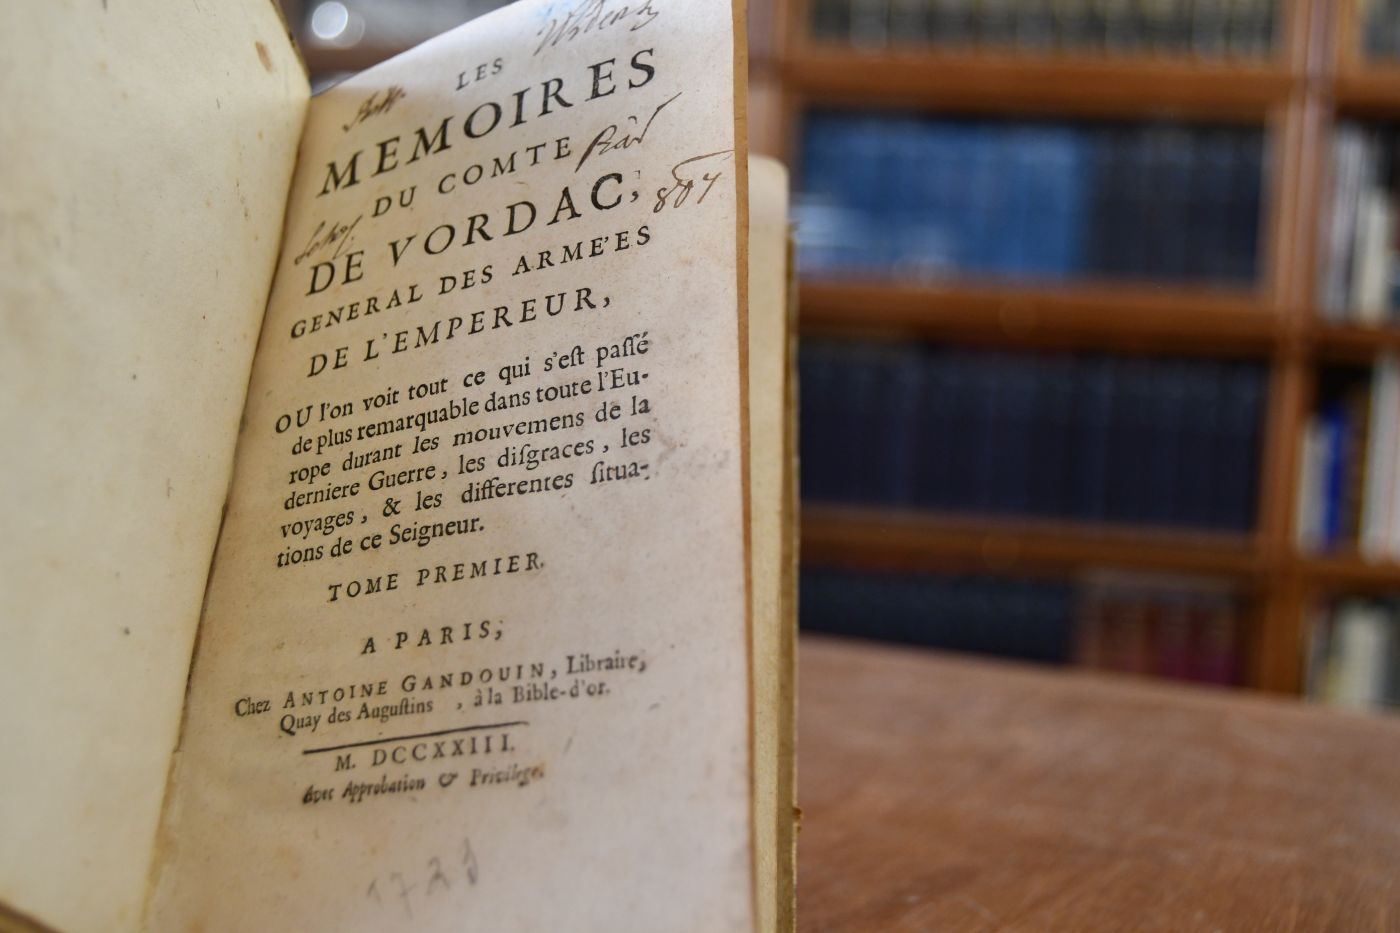 LES
MEMOIRES
DU COMTE
DE VORDAC,
GENERAL DES ARME'ES
DE L'EMPEREUR,
OU l'on voit tout ce qui s'eſt paſſé
de plus remarquable dans toute l'Eu-
rope durant les mouvemens de la
derniere Guerre, les diſgraces, les
voyages, & les differentes ſitua-
tions de ce Seigneur.
TOME PREMIER.
A PARIS,
Chez ANTOINE GANDOUIN, Libraire,
Quay des Auguſtins, à la Bible-d'or.
M. DCCXXIII.
Avec Approbation & Privilege.
1723